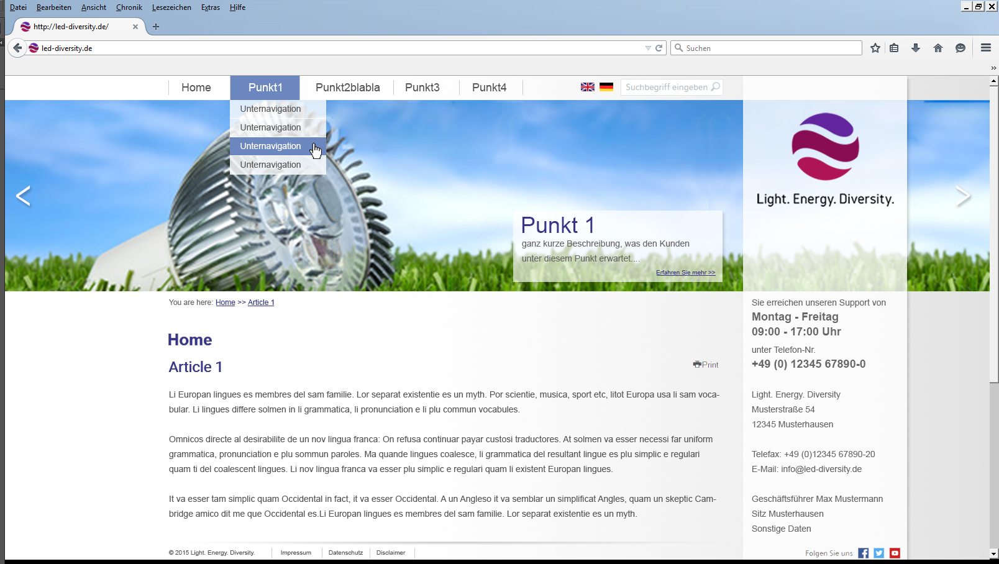 Datei Bearbeiten Ansicht Chronik Lesezeichen Extras Hilfe
http://led-diversity.de/
led-diversity.de
Suchen
Home Punkt1 Punkt2blabla Punkt3 Punkt4
Suchbegriff eingeben
Unternavigation
Unternavigation
Unternavigation
Unternavigation
Light. Energy. Diversity.
Punkt 1
ganz kurze Beschreibung, was den Kunden
unter diesem Punkt erwartet....
Erfahren Sie mehr >>
You are here: Home >> Article 1
Home
Article 1
Print
Li Europan lingues es membres del sam familie. Lor separat existentie es un myth. Por scientie, musica, sport etc, litot Europa usa li sam voca-
bular. Li lingues differe solmen in li grammatica, li pronunciation e li plu commun vocabules.
Omnicos directe al desirabilite de un nov lingua franca: On refusa continuar payar custosi traductores. At solmen va esser necessi far uniform
grammatica, pronunciation e plu sommun paroles. Ma quande lingues coalesce, li grammatica del resultant lingue es plu simplic e regulari
quam ti del coalescent lingues. Li nov lingua franca va esser plu simplic e regulari quam li existent Europan lingues.
It va esser tam simplic quam Occidental in fact, it va esser Occidental. A un Angleso it va semblar un simplificat Angles, quam un skeptic Cam-
bridge amico dit me que Occidental es.Li Europan lingues es membres del sam familie. Lor separat existentie es un myth.
© 2015 Light. Energy. Diversity. Impressum Datenschutz Disclaimer
Sie erreichen unseren Support von
Montag - Freitag
09:00 - 17:00 Uhr
unter Telefon-Nr.
+49 (0) 12345 67890-0
Light. Energy. Diversity
Musterstraße 54
12345 Musterhausen
Telefax: +49 (0)12345 67890-20
E-Mail: info@led-diversity.de
Geschäftsführer Max Mustermann
Sitz Musterhausen
Sonstige Daten
Folgen Sie uns